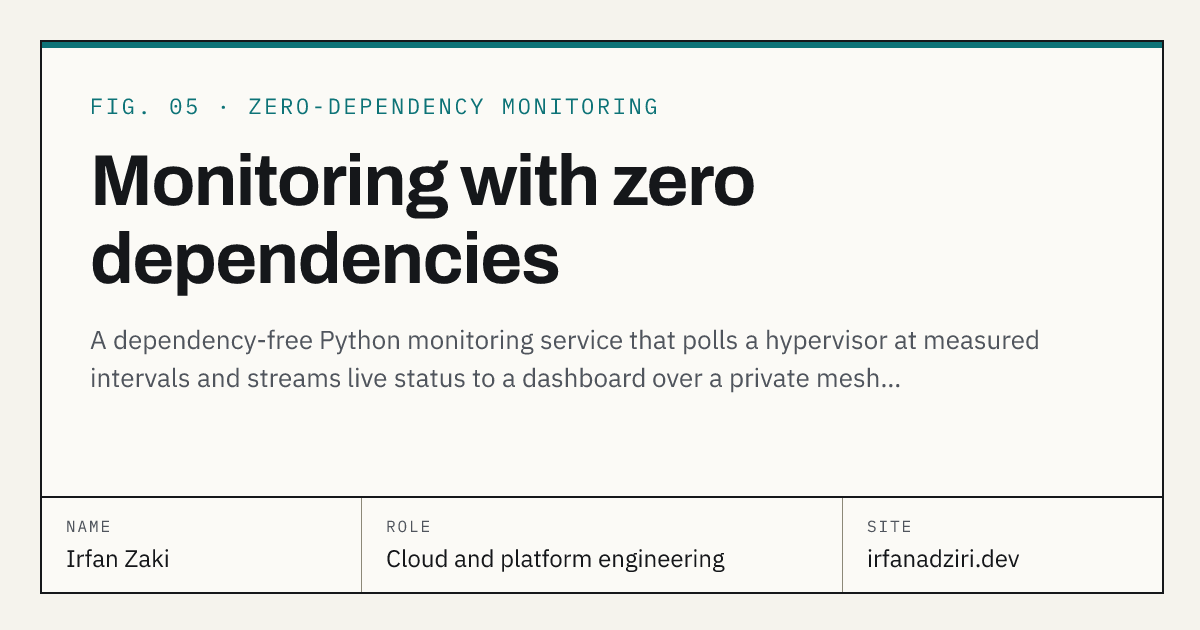 FIG. 05 · ZERO-DEPENDENCY MONITORING
Monitoring with zero
dependencies
A dependency-free Python monitoring service that polls a hypervisor at measured
intervals and streams live status to a dashboard over a private mesh…
NAME
Irfan Zaki
ROLE
Cloud and platform engineering
SITE
irfanadziri.dev